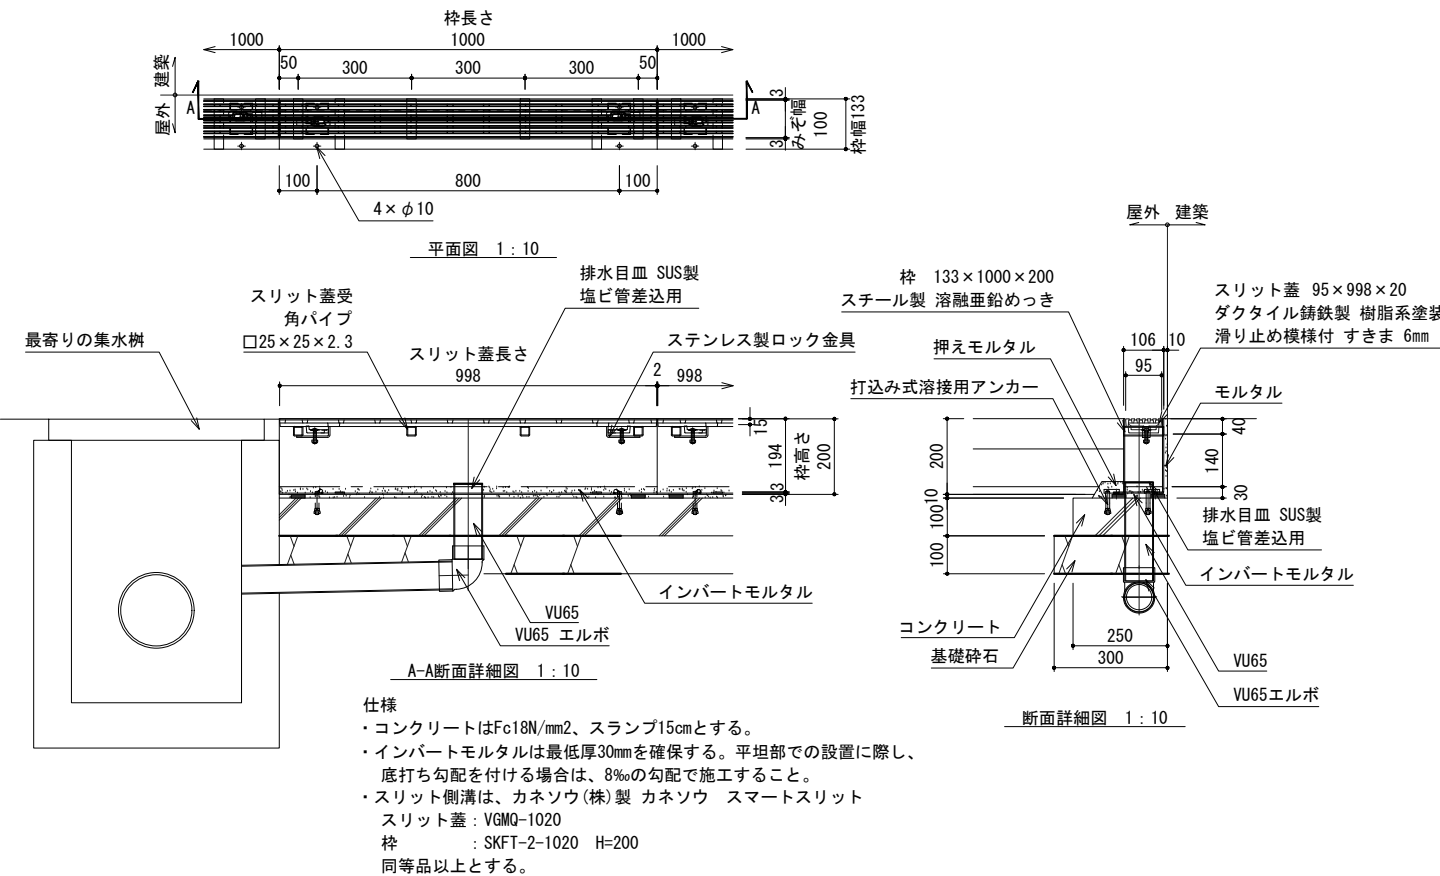 枠長さ
1000 1000 1000
50 300 300 300 50
建築
屋外
A A
3
みぞ幅
100
3
枠幅133
100 800 100
4×φ10
平面図 1:10
スリット蓋受
角パイプ
□25×25×2.3
排水目皿 SUS製
塩ビ管差込用
最寄りの集水桝
スリット蓋長さ
ステンレス製ロック金具
998 2 998
15
194
3 3
枠高さ
200
インバートモルタル
VU65
VU65 エルボ
A-A断面詳細図 1:10
屋外 建築
枠 133×1000×200
スチール製 溶融亜鉛めっき
スリット蓋 95×998×20
ダクタイル鋳鉄製 樹脂系塗装
滑り止め模様付 すきま 6mm
106 10
95
押えモルタル
打込み式溶接用アンカー
モルタル
200
10
100
100
40
140
30
排水目皿 SUS製
塩ビ管差込用
インバートモルタル
コンクリート
基礎砕石
250
300
VU65
VU65エルボ
断面詳細図 1:10
仕様
・コンクリートはFc18N/mm2、スランプ15cmとする。
・インバートモルタルは最低厚30mmを確保する。平坦部での設置に際し、
底打ち勾配を付ける場合は、8‰の勾配で施工すること。
・スリット側溝は、カネソウ(株)製 カネソウ スマートスリット
スリット蓋:VGMQ-1020
枠 :SKFT-2-1020 H=200
同等品以上とする。